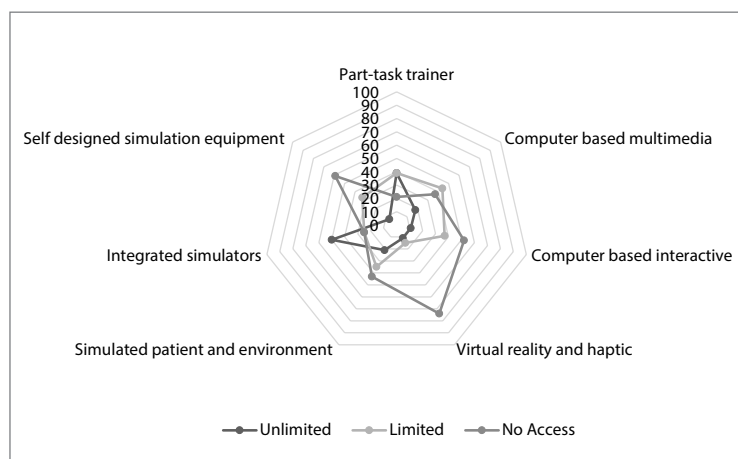 Part-task trainer
100
90
80
70
60
50
40
30
20
10
0
Self designed simulation equipment
Computer based multimedia
Integrated simulators
Computer based interactive
Simulated patient and environment
Virtual reality and haptic
Unlimited
Limited
No Access